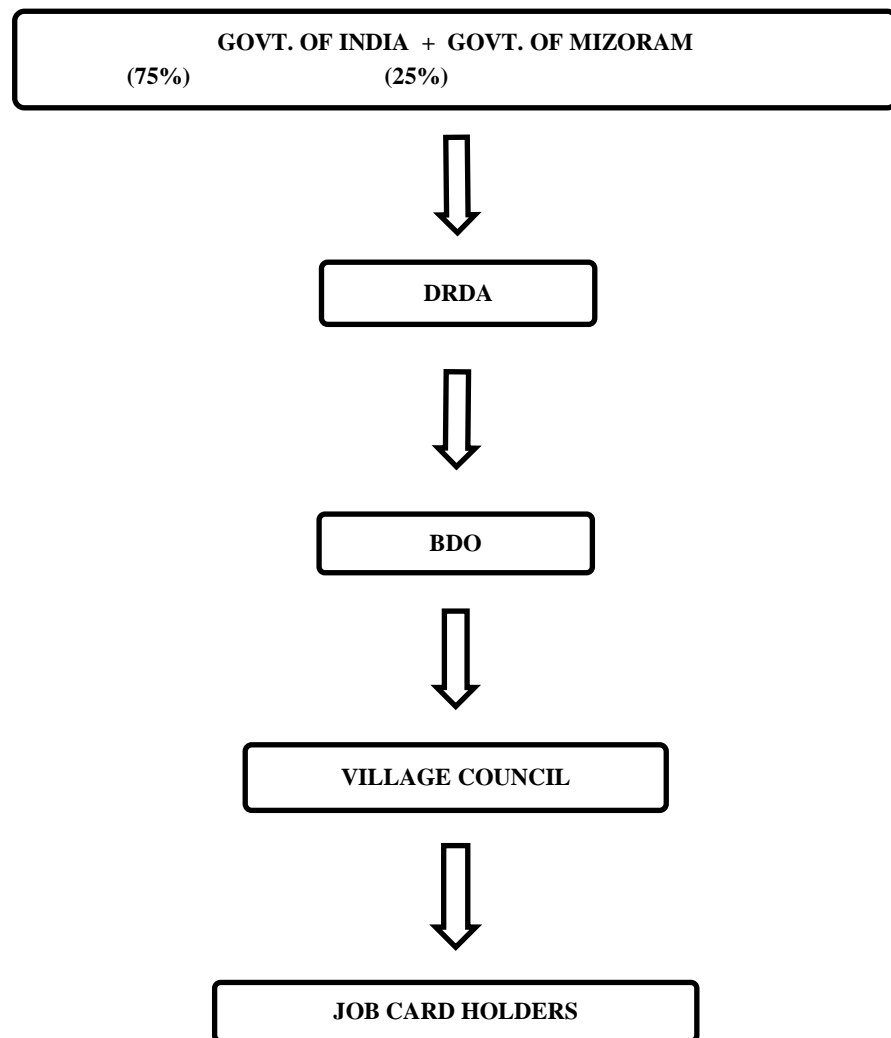 GOVT. OF INDIA + GOVT. OF MIZORAM
(75%) (25%)
DRDA
BDO
VILLAGE COUNCIL
JOB CARD HOLDERS